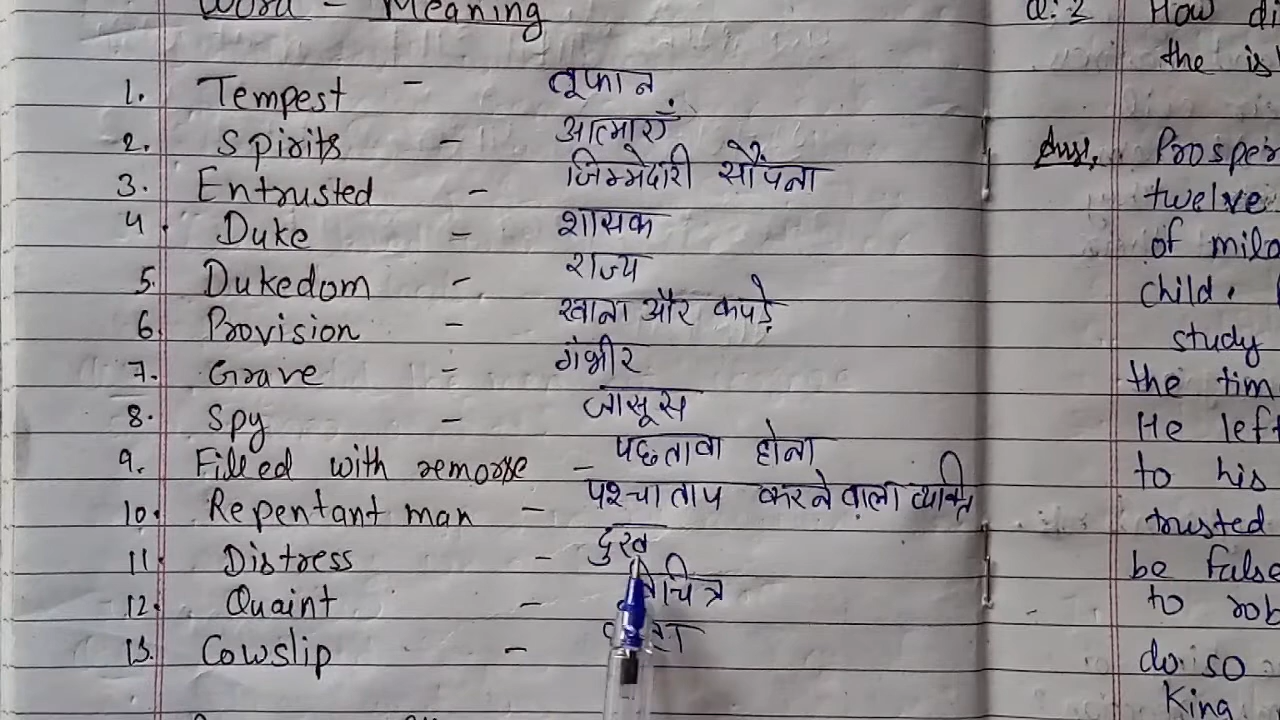 Word - Meaning
1. Tempest - तूफान
2. Spirits - आत्माएँ
3. Entrusted - जिम्मेदारी सौंपना
4. Duke - शासक
5. Dukedom - राज्य
6. Provision - खाना और कपड़े
7. Grave - गंभीर
8. Spy - जासूस
9. Filled with remorse - पछतावा होना
10. Repentant man - पश्चाताप करने वाला व्यक्ति
11. Distress - दुख
12. Quaint -
13. Cowslip -
Q. 2 How di
the is
Ans. Prosper
twelve
of mila
child.
study
the tim
He left
to his
trusted
be false
to rob
do so
King